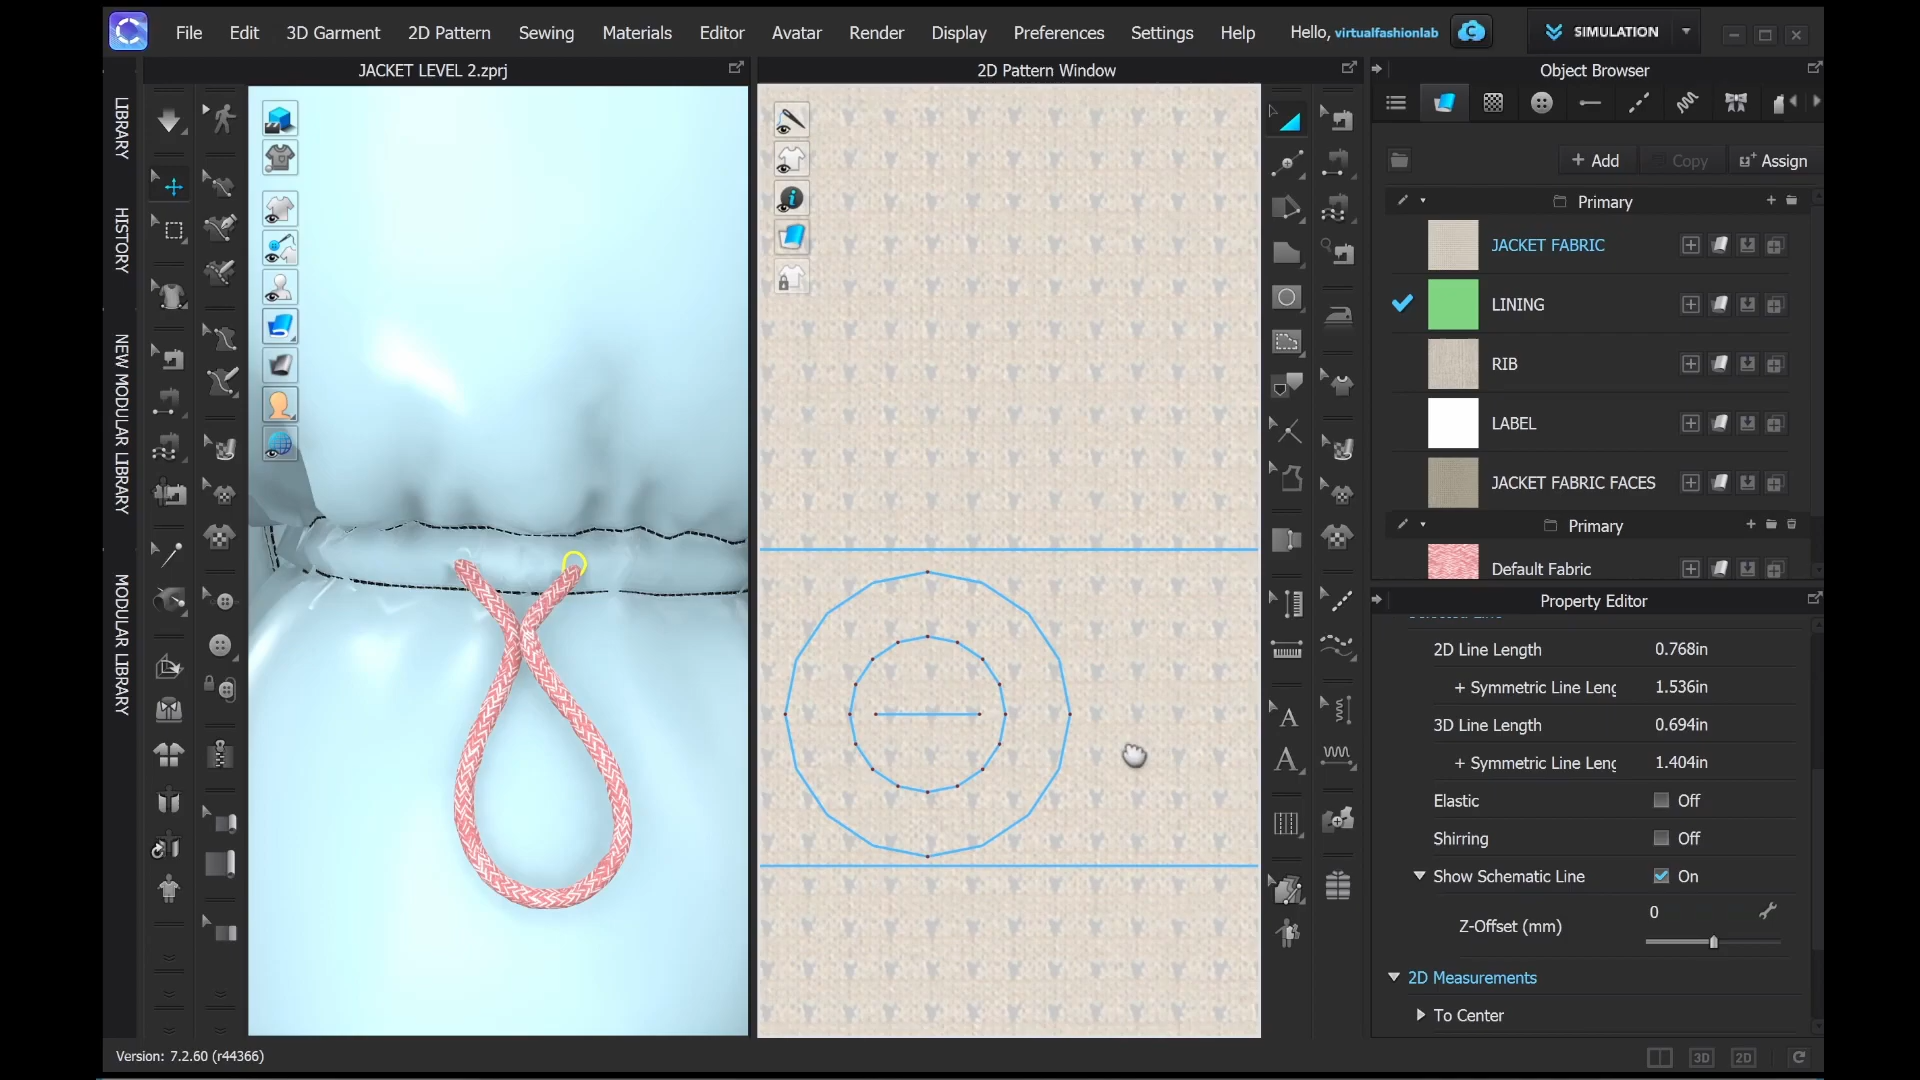 File Edit 3D Garment 2D Pattern Sewing Materials Editor Avatar Render Display Preferences Settings Help Hello, virtualfashionlab SIMULATION
JACKET LEVEL 2.zprj
2D Pattern Window
Object Browser
LIBRARY
HISTORY
NEW MODULAR LIBRARY
MODULAR LIBRARY
+ Add Copy Assign
Primary
JACKET FABRIC
LINING
RIB
LABEL
JACKET FABRIC FACES
Primary
Default Fabric
Property Editor
2D Line Length 0.768in
+ Symmetric Line Leng 1.536in
3D Line Length 0.694in
+ Symmetric Line Leng 1.404in
Elastic Off
Shirring Off
Show Schematic Line On
Z-Offset (mm) 0
2D Measurements
To Center
Version: 7.2.60 (r44366)
3D 2D